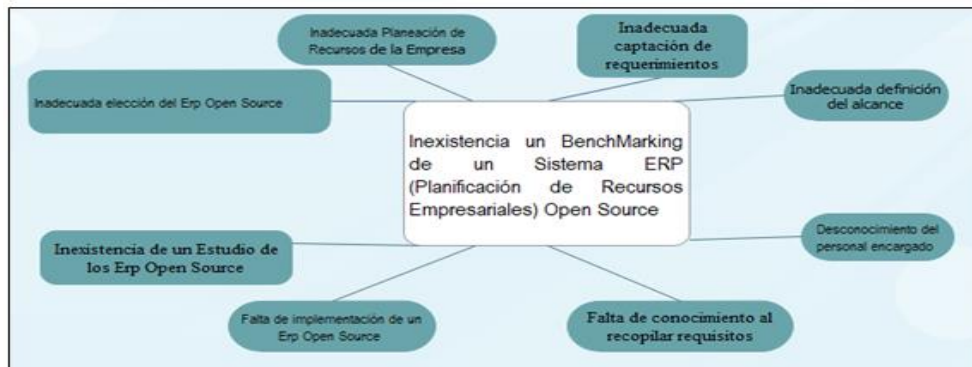 Inadecuada Planeación de
Recursos de la Empresa
Inadecuada
captación de
requerimientos
Inadecuada elección del Erp Open Source
Inadecuada definición
del alcance
Inexistencia un BenchMarking
de un Sistema ERP
(Planificación de Recursos
Empresariales) Open Source
Inexistencia de un Estudio de
los Erp Open Source
Desconocimiento del
personal encargado
Falta de implementación de un
Erp Open Source
Falta de conocimiento al
recopilar requisitos